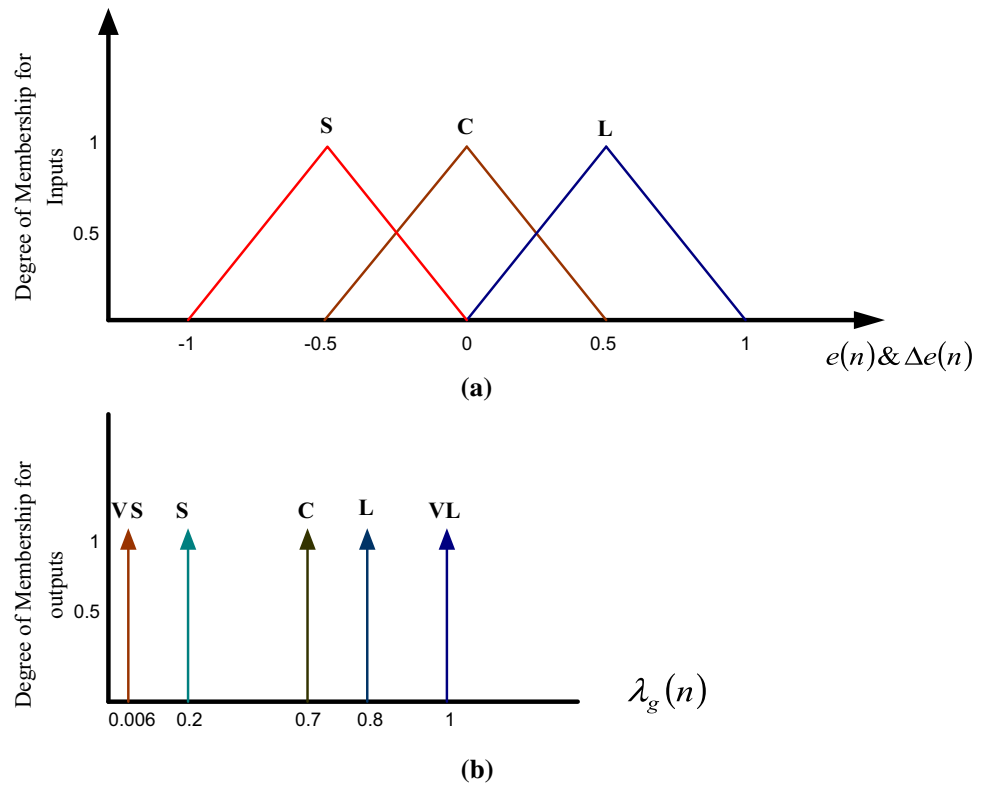 Degree of Membership for
Inputs
S
C
L
1
0.5
-1
-0.5
0
0.5
1
e(n)& Δe(n)
(a)
Degree of Membership for
outputs
VS
S
C
L
VL
1
0.5
0.006
0.2
0.7
0.8
1
λg(n)
(b)